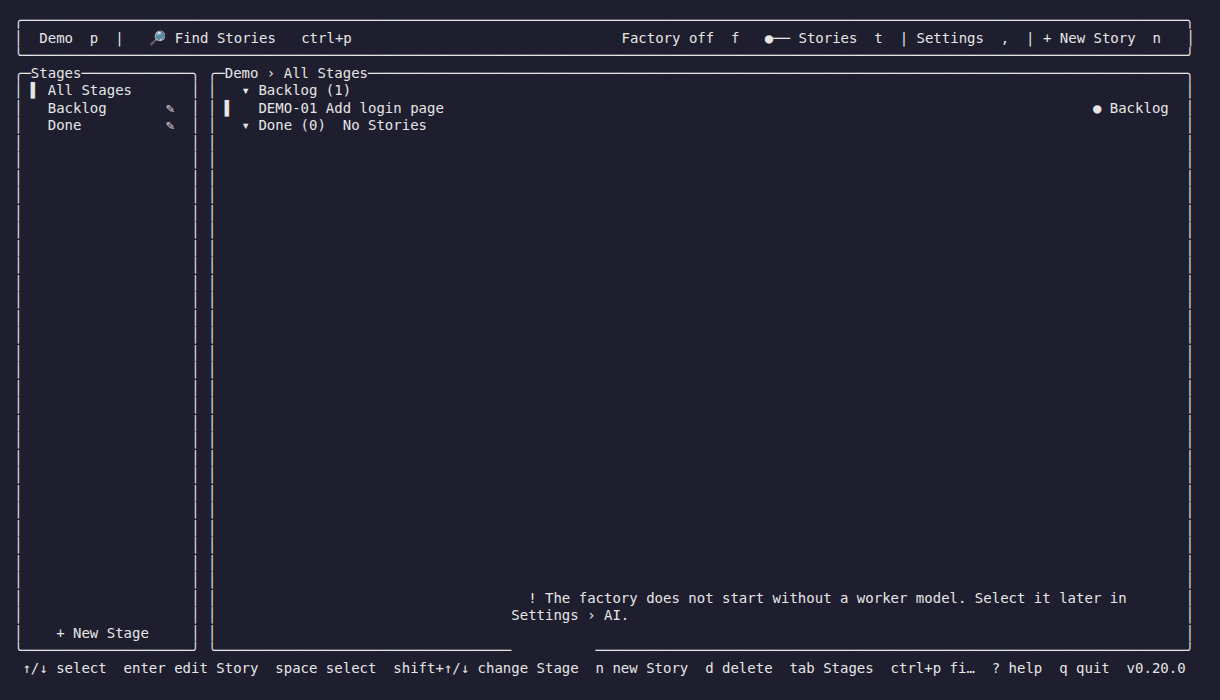 Demo p | 🔎 Find Stories ctrl+p Factory off f ●── Stories t | Settings , | + New Story n
Stages Demo › All Stages
▌ All Stages ▾ Backlog (1)
Backlog ✎ ▌ DEMO-01 Add login page ● Backlog
Done ✎ ▾ Done (0) No Stories
! The factory does not start without a worker model. Select it later in
Settings › AI.
+ New Stage
↑/↓ select enter edit Story space select shift+↑/↓ change Stage n new Story d delete tab Stages ctrl+p fi… ? help q quit v0.20.0